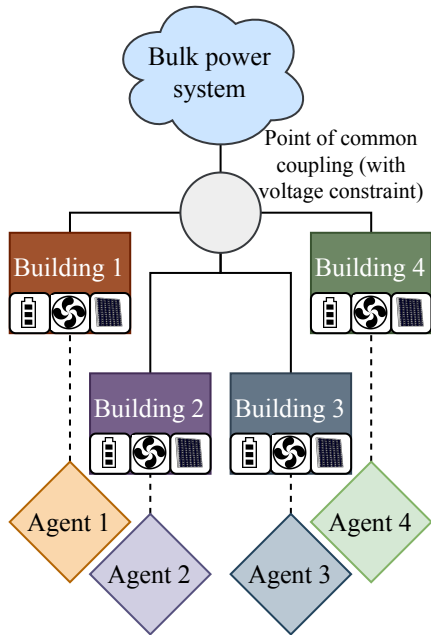 Bulk power
system
Point of common
coupling (with
voltage constraint)
Building 1
Building 4
Building 2
Building 3
Agent 1
Agent 4
Agent 2
Agent 3